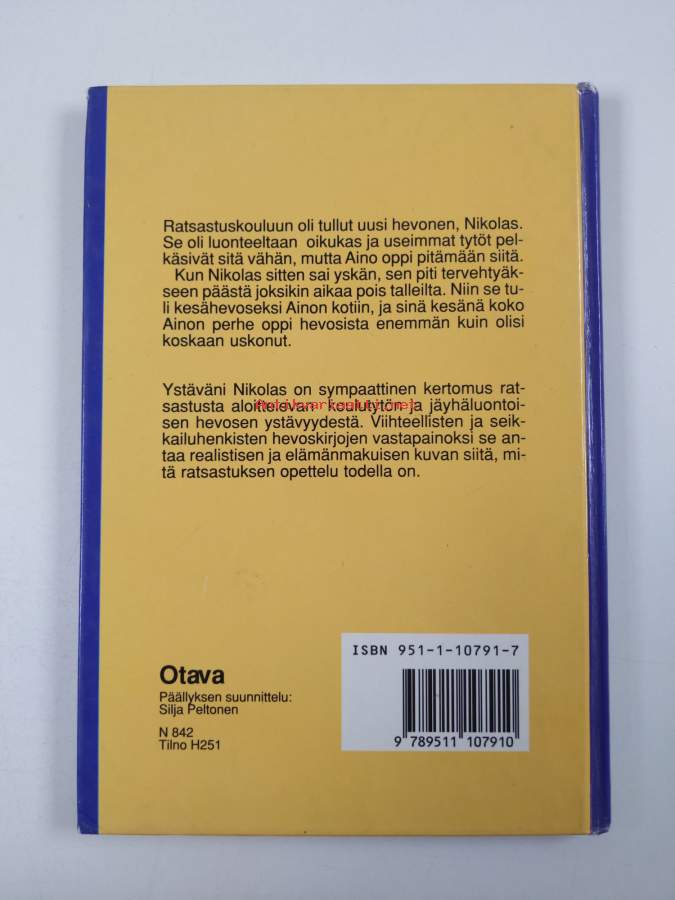 Ratsastuskouluun oli tullut uusi hevonen, Nikolas.
Se oli luonteeltaan oikukas ja useimmat tytöt pel-
käsivät sitä vähän, mutta Aino oppi pitämään siitä.
Kun Nikolas sitten sai yskän, sen piti tervehtyäk-
seen päästä joksikin aikaa pois talleilta. Niin se tu-
li kesähevoseksi Ainon kotiin, ja sinä kesänä koko
Ainon perhe oppi hevosista enemmän kuin olisi
koskaan uskonut.
Ystäväni Nikolas on sympaattinen kertomus rat-
sastusta aloittelevan koulutytön ja jäyhäluontoi-
sen hevosen ystävyydestä. Viihteellisten ja seik-
kailuhenkisten hevoskirjojen vastapainoksi se an-
taa realistisen ja elämänmakuisen kuvan siitä, mi-
tä ratsastuksen opettelu todella on.
Antikvariaatti.net
ISBN 951-1-10791-7
9 789511 107910
Otava
Päällyksen suunnittelu:
Silja Peltonen
N 842
Tilno H251